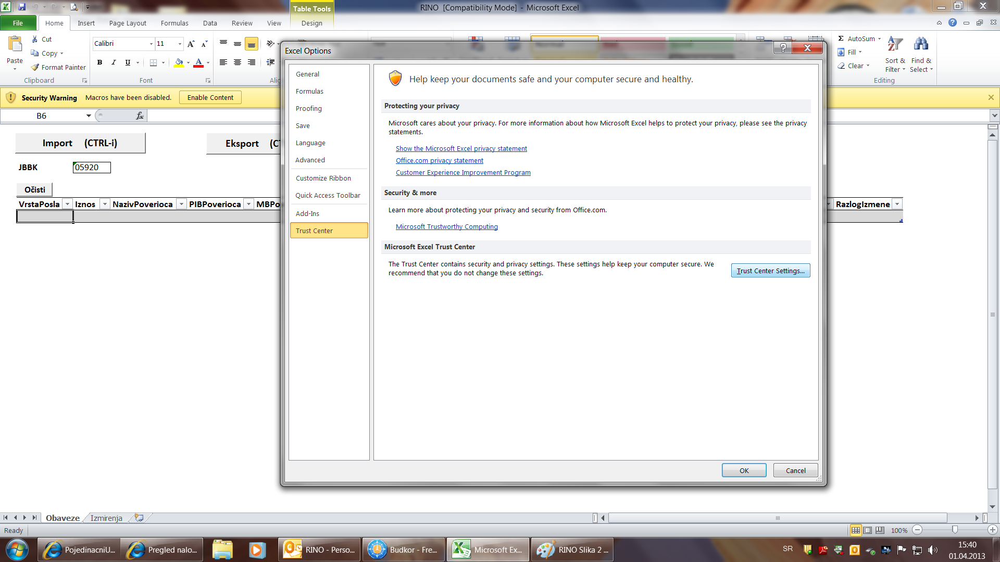 RINO  [Compatibility Mode]  -  Microsoft Excel
Table Tools
File
Home
Insert
Page Layout
Formulas
Data
Review
View
Design
Paste
Cut
Copy
Format Painter
Clipboard
Calibri
11
B I U
Font
Σ AutoSum
Fill
Clear
Sort &
Filter
Find &
Select
Editing
Security Warning
Macros have been disabled.
Enable Content
B6
fx
Import (CTRL-i)
Eksport
JBBK
05920
Očisti
VrstaPosla
Iznos
NazivPoverioca
PIBPoverioca
RazlogIzmene
Excel Options
General
Formulas
Proofing
Save
Language
Advanced
Customize Ribbon
Quick Access Toolbar
Add-Ins
Trust Center
Help keep your documents safe and your computer secure and healthy.
Protecting your privacy
Microsoft cares about your privacy. For more information about how Microsoft Excel helps to protect your privacy, please see the privacy
statements.
Show the Microsoft Excel privacy statement
Office.com privacy statement
Customer Experience Improvement Program
Security & more
Learn more about protecting your privacy and security from Office.com.
Microsoft Trustworthy Computing
Microsoft Excel Trust Center
The Trust Center contains security and privacy settings. These settings help keep your computer secure. We
recommend that you do not change these settings.
Trust Center Settings...
OK
Cancel
Obaveze
Izmirenja
Ready
100%
PojedinacniU...
Pregled nalo...
RINO - Perso...
Budkor - Fre...
Microsoft Ex...
RINO Slika 2 ...
SR
15:40
01.04.2013